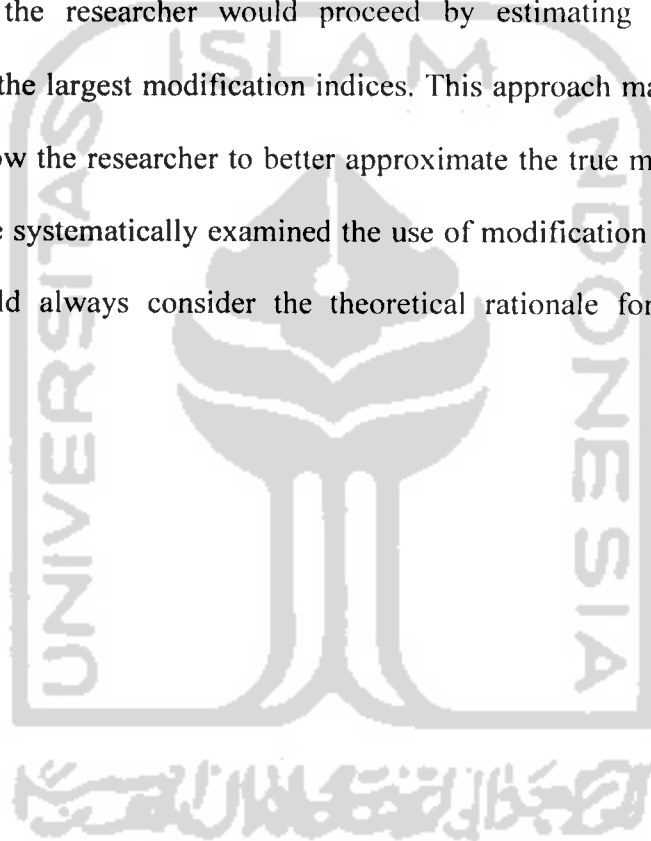 the researcher would proceed by estimating
the largest modification indices. This approach ma
ow the researcher to better approximate the true m
e systematically examined the use of modification
ld always consider the theoretical rationale for
ISLAM
UNIVERSITAS
INDONESIA